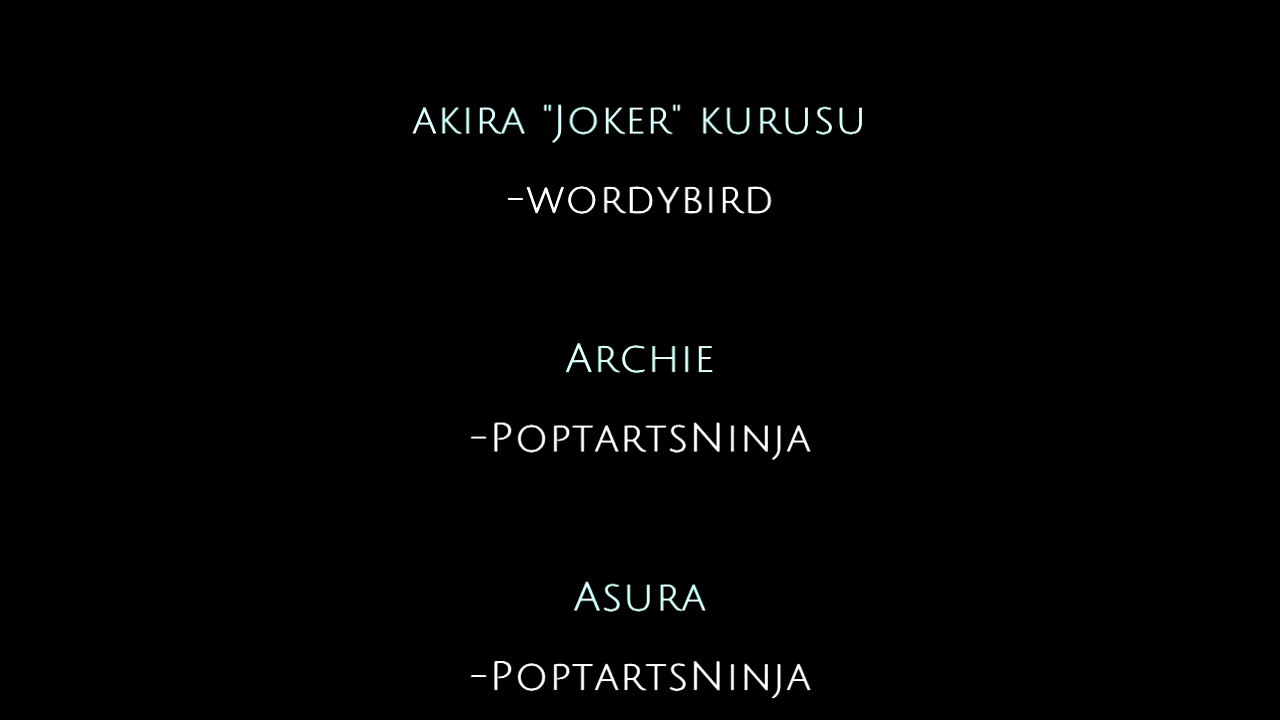 akira "Joker" kurusu
-wordybird
Archie
-PoptartsNinja
Asura
-PoptartsNinja